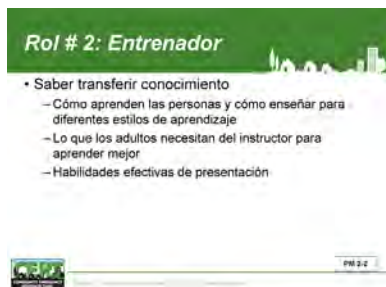 Rol # 2: Entrenador
• Saber transferir conocimiento
– Cómo aprenden las personas y cómo enseñar para
diferentes estilos de aprendizaje
– Lo que los adultos necesitan del instructor para
aprender mejor
– Habilidades efectivas de presentación
PM 2-2